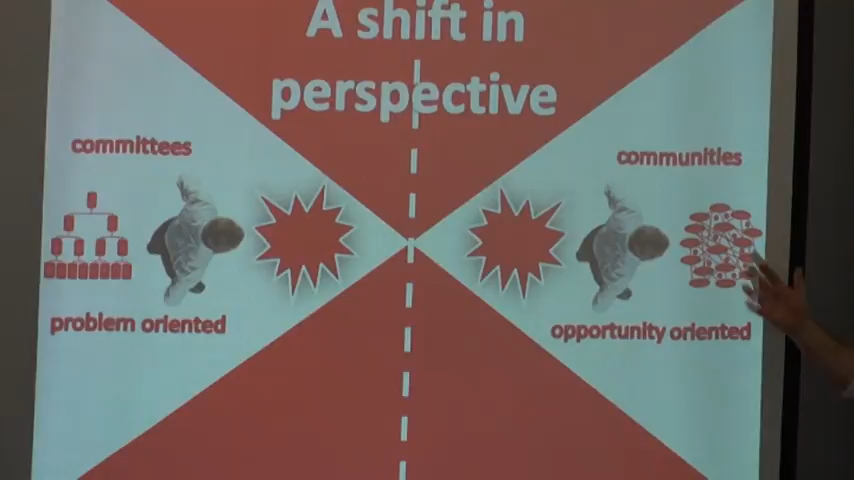 A shift in
perspective
committees
problem oriented
communities
opportunity oriented